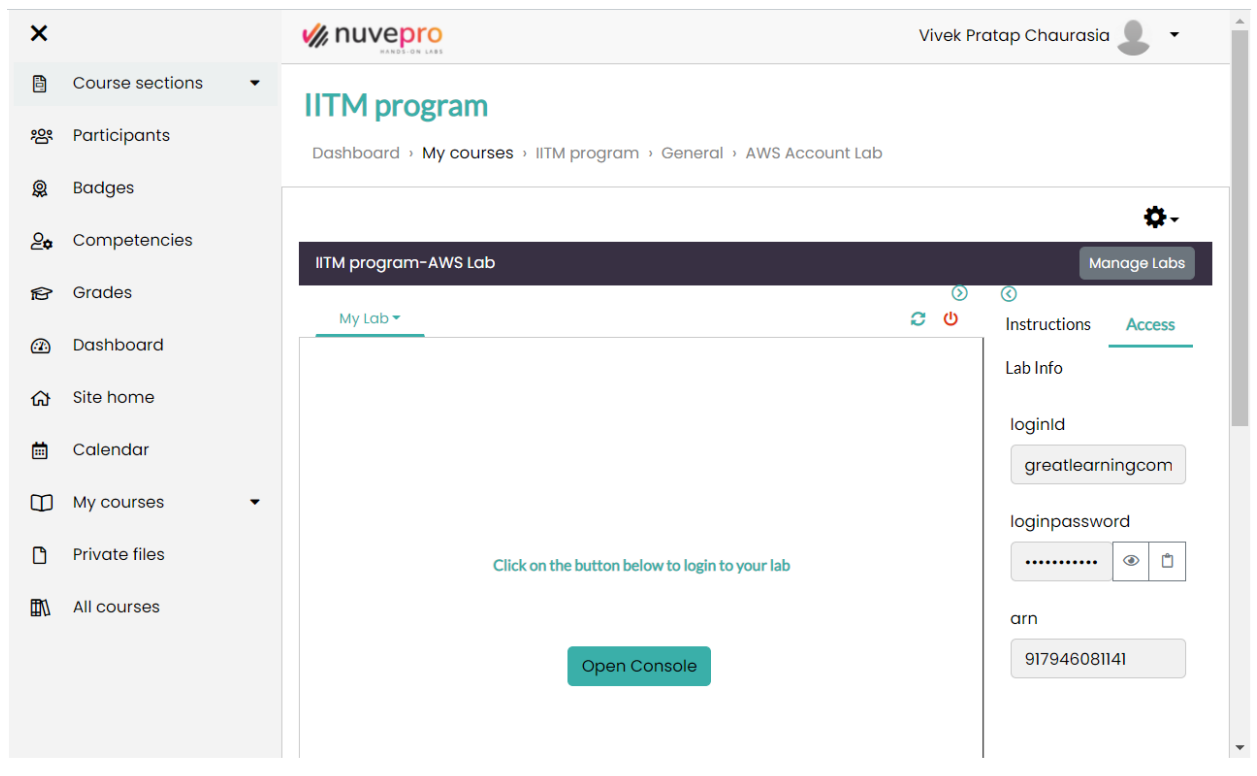 Course sections
Participants
Badges
Competencies
Grades
Dashboard
Site home
Calendar
My courses
Private files
All courses
nuvepro
HANDS-ON LABS
Vivek Pratap Chaurasia
IITM program
Dashboard › My courses › IITM program › General › AWS Account Lab
IITM program-AWS Lab
Manage Labs
My Lab
Click on the button below to login to your lab
Open Console
Instructions
Access
Lab Info
loginId
greatlearningcom
loginpassword
•••••••••••
arn
917946081141